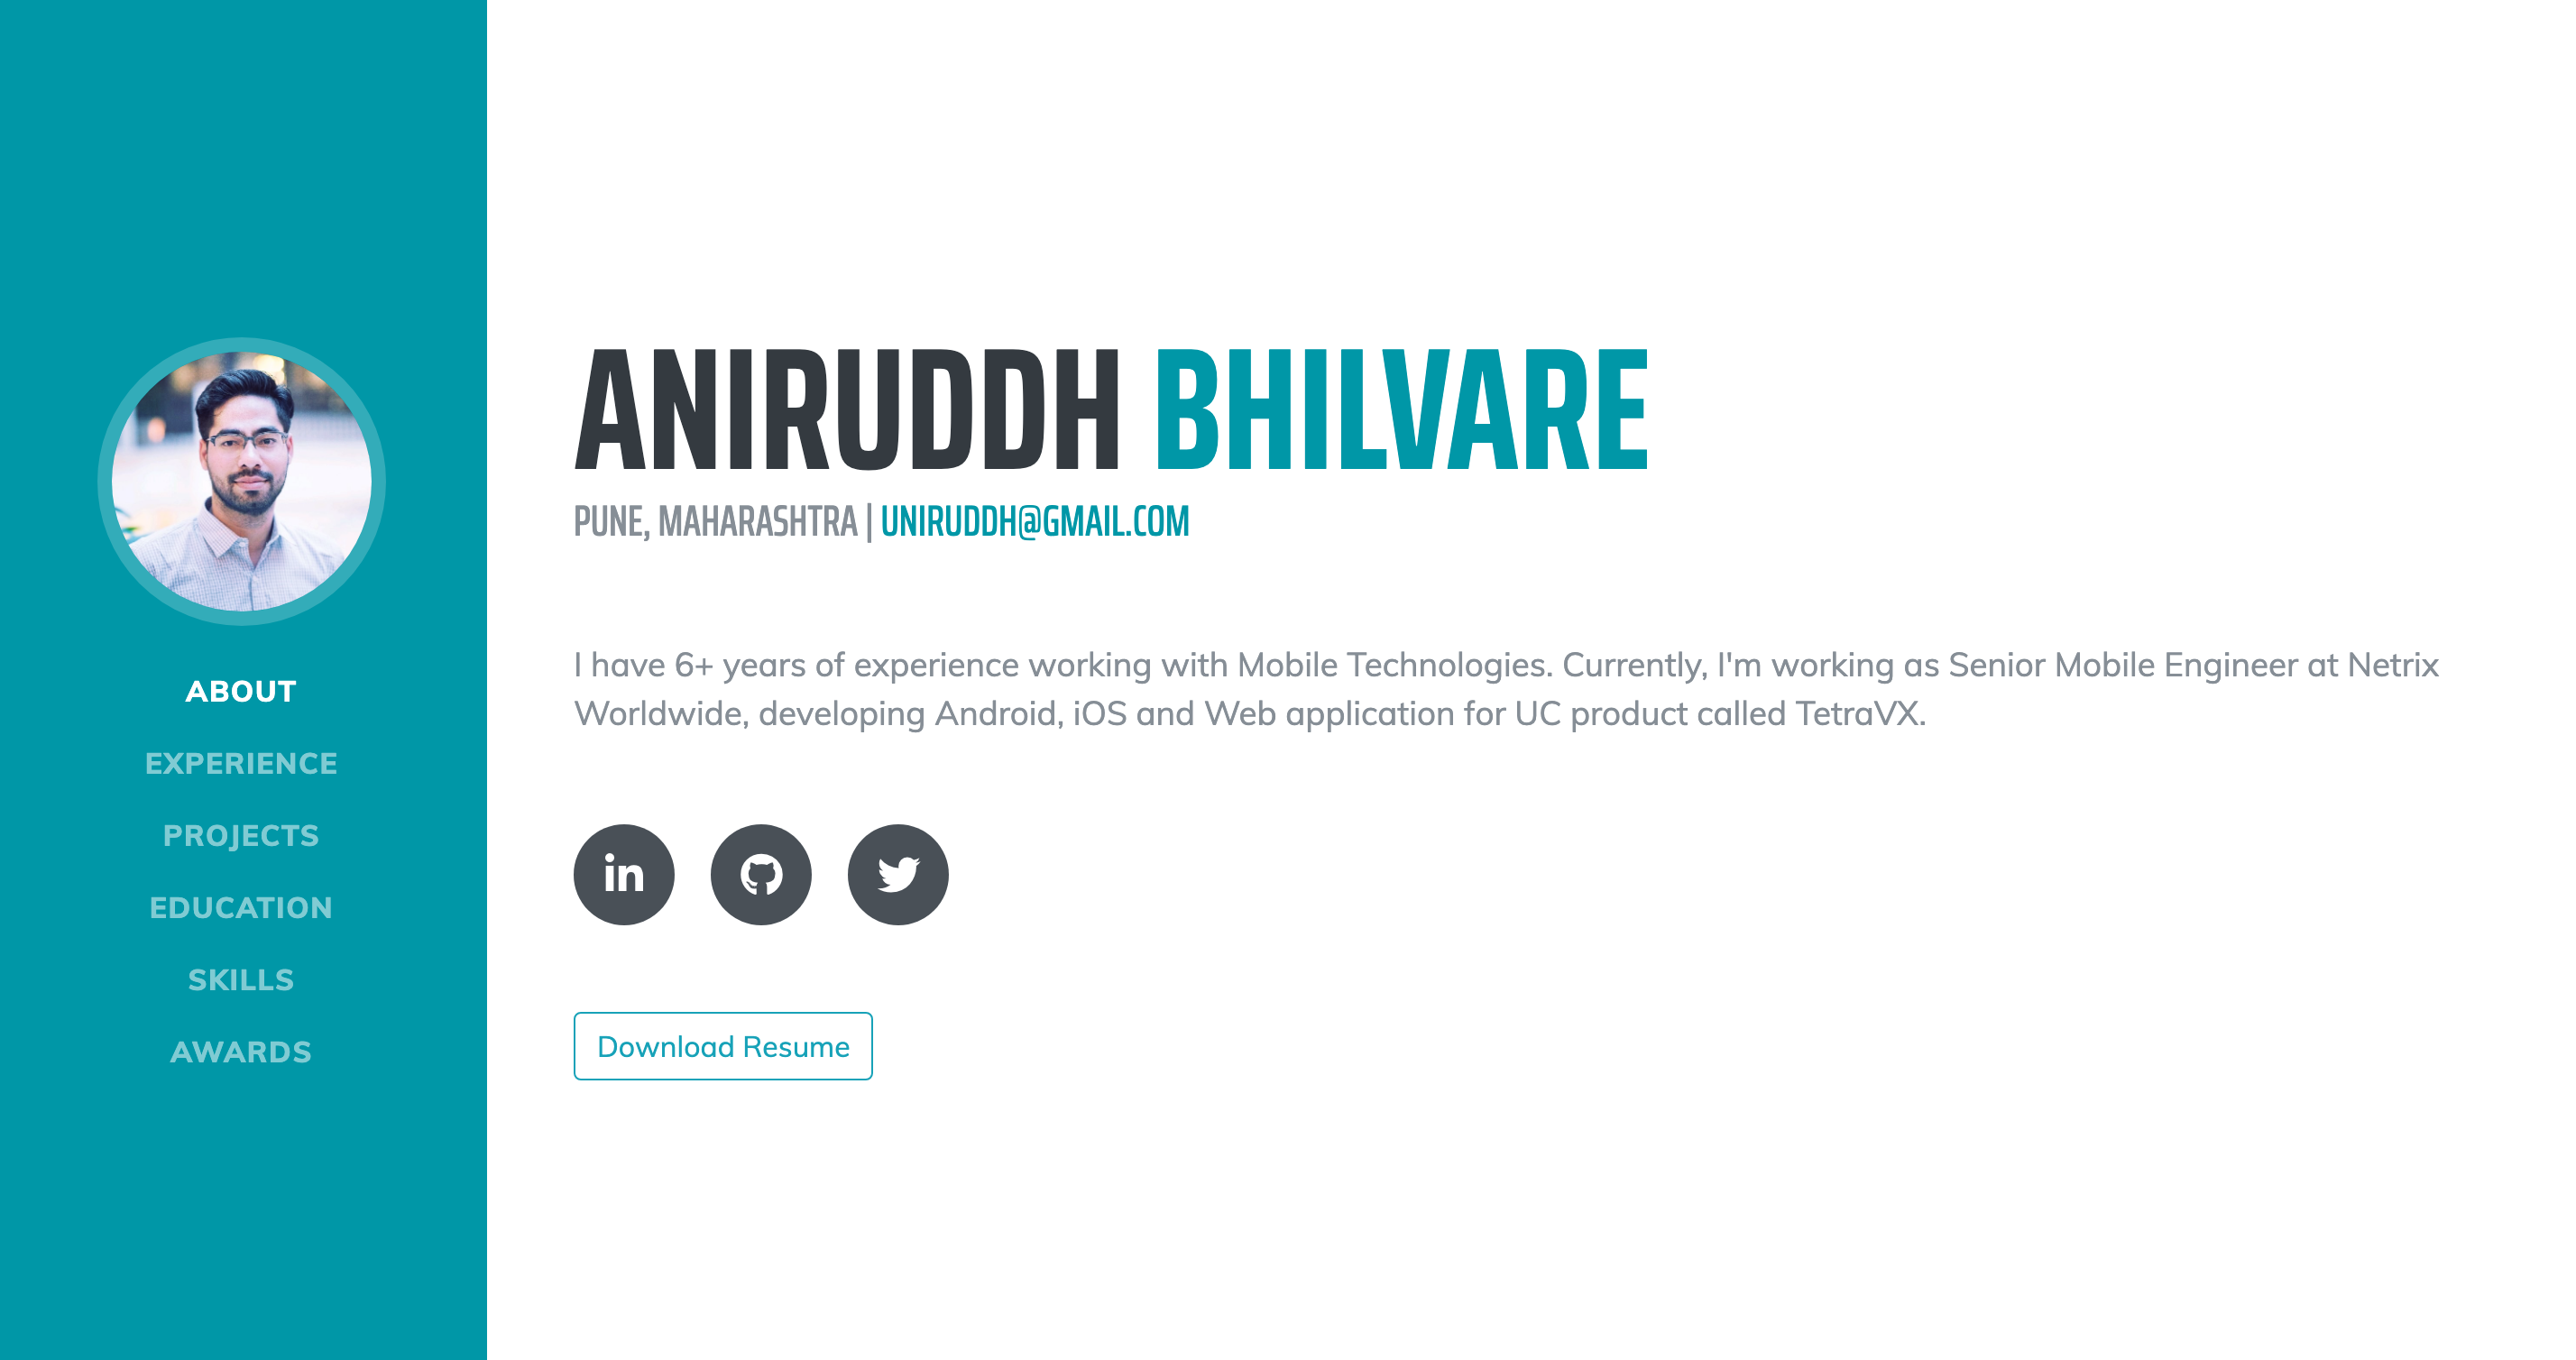 ABOUT
EXPERIENCE
PROJECTS
EDUCATION
SKILLS
AWARDS
ANIRUDDH BHILVARE
PUNE, MAHARASHTRA | UNIRUDDH@GMAIL.COM
I have 6+ years of experience working with Mobile Technologies. Currently, I'm working as Senior Mobile Engineer at Netrix
Worldwide, developing Android, iOS and Web application for UC product called TetraVX.
in
Download Resume